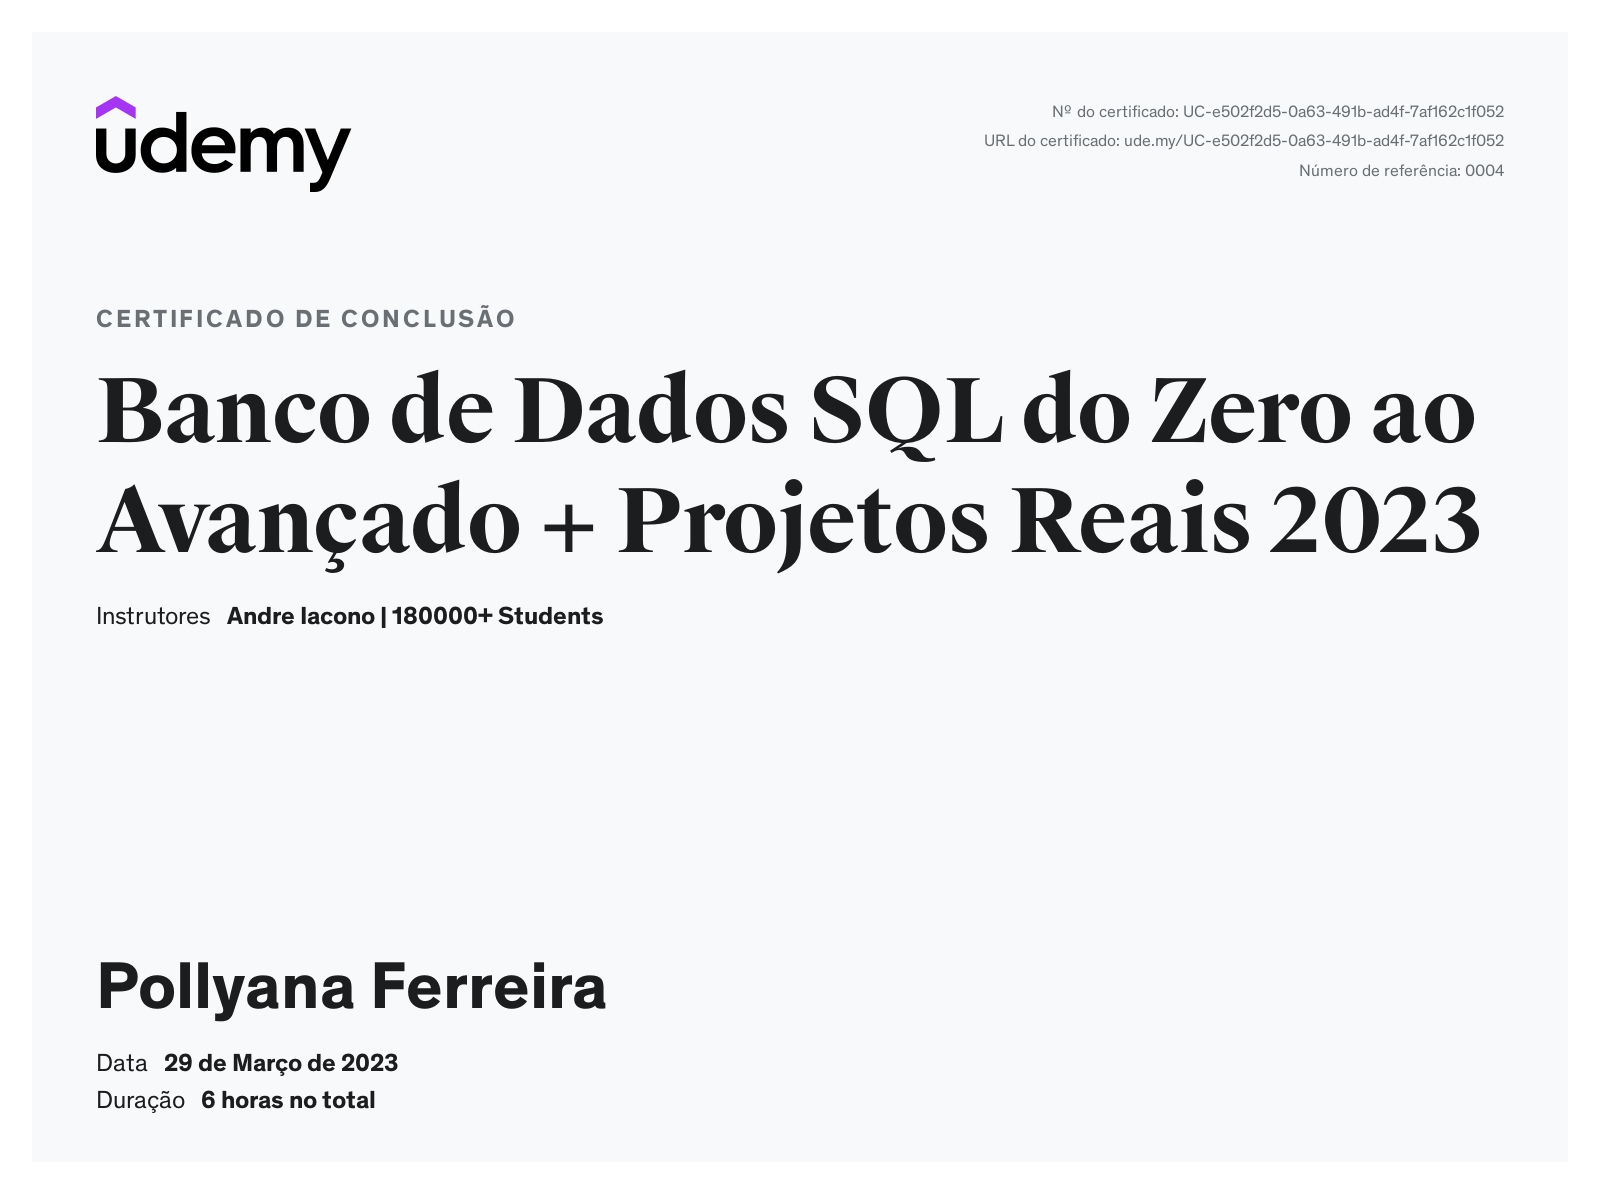 udemy
Nº do certificado: UC-e502f2d5-0a63-491b-ad4f-7af162c1f052
URL do certificado: ude.my/UC-e502f2d5-0a63-491b-ad4f-7af162c1f052
Número de referência: 0004
CERTIFICADO DE CONCLUSÃO
Banco de Dados SQL do Zero ao
Avançado + Projetos Reais 2023
Instrutores Andre Iacono | 180000+ Students
Pollyana Ferreira
Data 29 de Março de 2023
Duração 6 horas no total